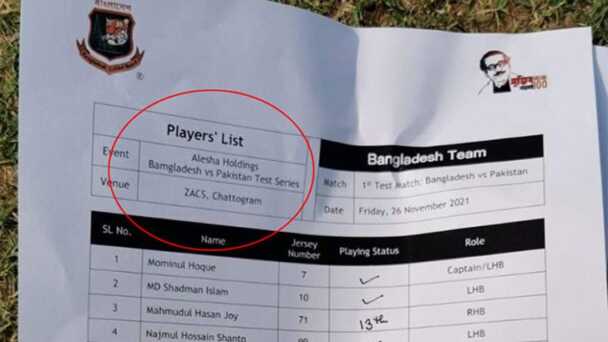 বাংলাদেশ
®
মুজিব শতবর্ষ 100
Players' List
Event Alesha Holdings
Bamgladesh vs Pakistan Test Series
Venue ZACS, Chattogram
Bangladesh Team
Match 1st Test Match: Bangladesh vs Pakistan
Date Friday, 26 November 2021
SL No. Name Jersey Number Playing Status Role
1 Mominul Hoque 7 ✓ Captain/LHB
2 MD Shadman Islam 10 ✓ LHB
3 Mahmudul Hasan Joy 71 13th RHB
4 Najmul Hossain Shanto LHB